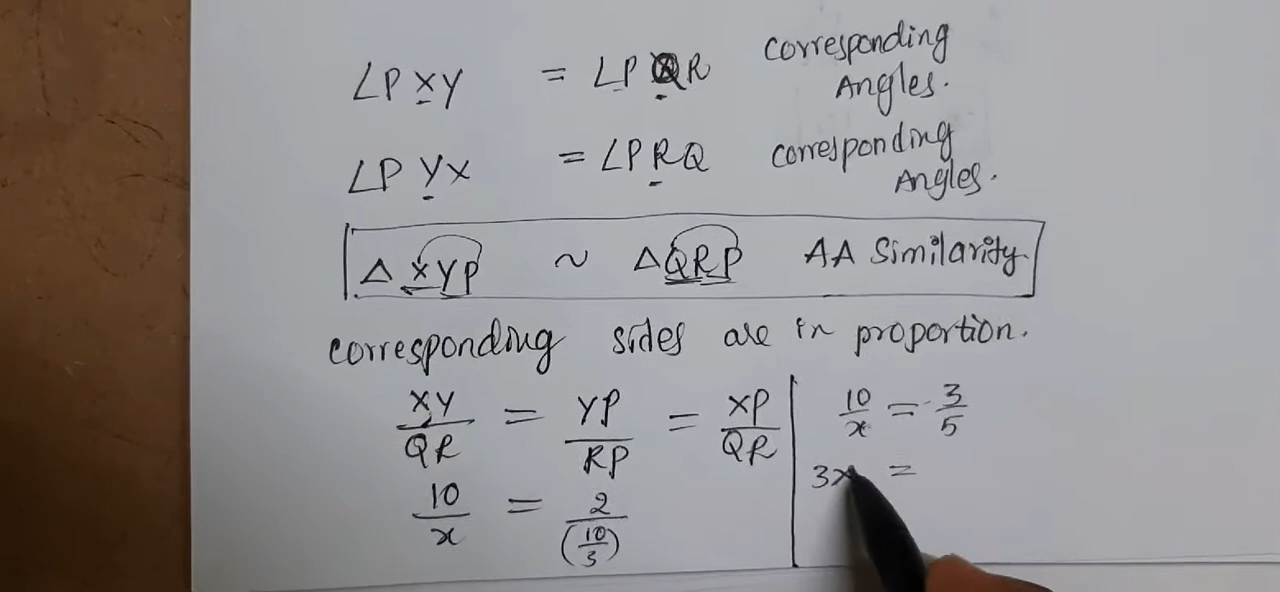 ∠PXY = ∠PQR corresponding Angles.
∠PYX = ∠PRQ corresponding Angles.
Δ XYP ~ ΔQRP AA Similarity
corresponding sides are in proportion.
XY/QR = YP/RP = XP/QR
10/x = 2/(10/3)
10/x = 3/5
3x =